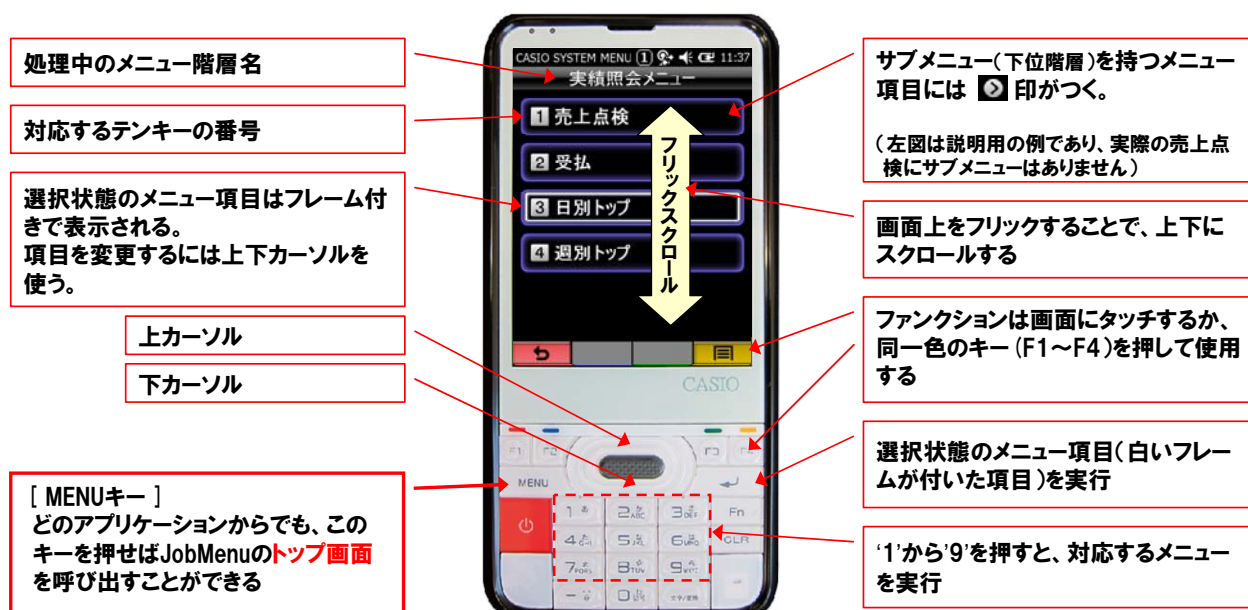 処理中のメニュー階層名
対応するテンキーの番号
選択状態のメニュー項目はフレーム付
きで表示される。
項目を変更するには上下カーソルを
使う。
上カーソル
下カーソル
[ MENUキー ]
どのアプリケーションからでも、この
キーを押せばJobMenuのトップ画面
を呼び出すことができる
CASIO SYSTEM MENU 1 11:37
実績照会メニュー
1 売上点検
2 受払
3 日別トップ
4 週別トップ
フリックスクロール
CASIO
F1
F2
F3
F4
MENU
1
2 ABC
3 DEF
Fn
4
5
6
CLR
7 PQRS
8 TUV
9
0
サブメニュー（下位階層）を持つメニュー
項目には 印がつく。
（左図は説明用の例であり、実際の売上点
検にサブメニューはありません）
画面上をフリックすることで、上下に
スクロールする
ファンクションは画面にタッチするか、
同一色のキー（F1～F4）を押して使用
する
選択状態のメニュー項目（白いフレー
ムが付いた項目）を実行
‘1’から‘9’を押すと、対応するメニュー
を実行